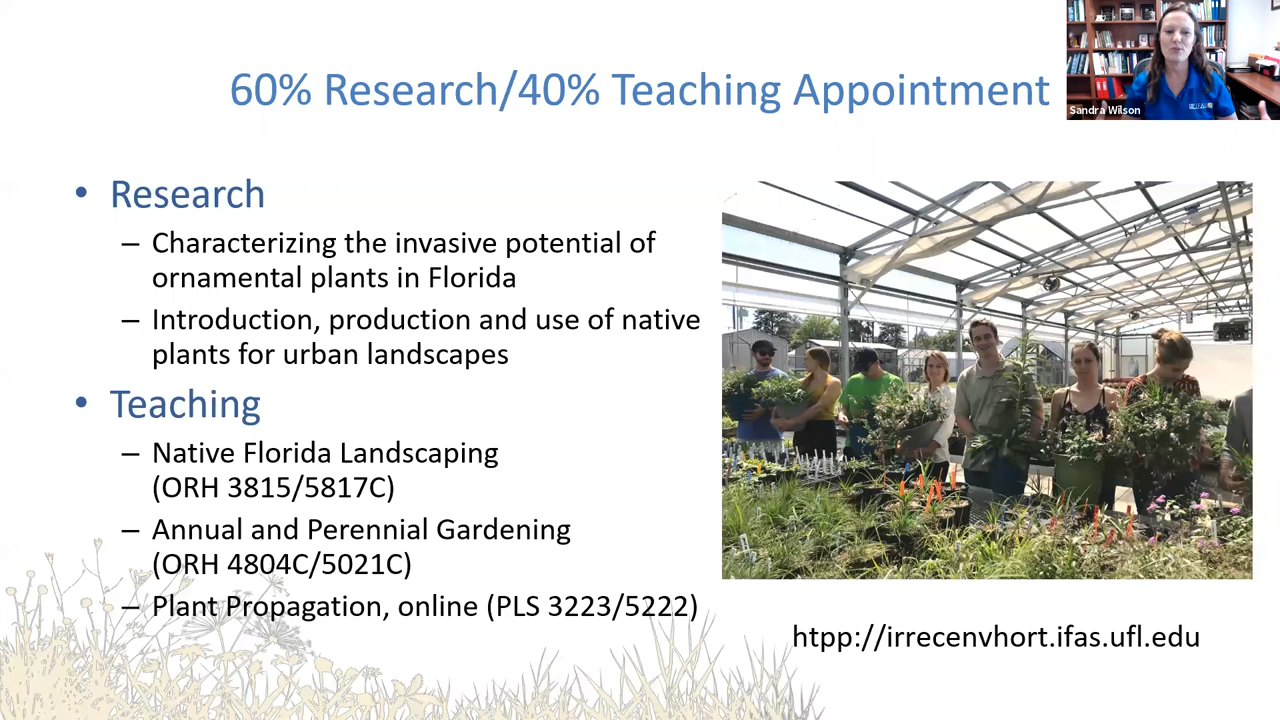 60% Research/40% Teaching Appointment
Sandra Wilson
• Research
– Characterizing the invasive potential of
ornamental plants in Florida
– Introduction, production and use of native
plants for urban landscapes
• Teaching
– Native Florida Landscaping
(ORH 3815/5817C)
– Annual and Perennial Gardening
(ORH 4804C/5021C)
– Plant Propagation, online (PLS 3223/5222)
htpp://irrecenvhort.ifas.ufl.edu